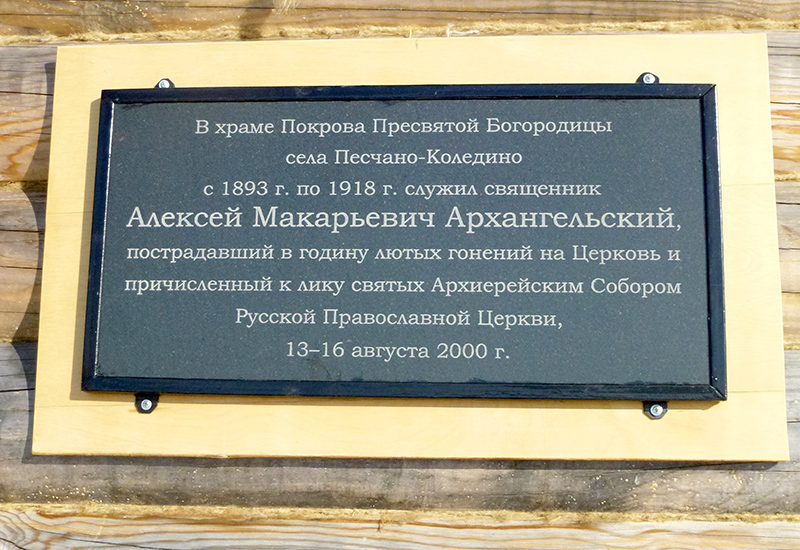 В храме Покрова Пресвятой Богородицы
села Песчано-Коледино
с 1893 г. по 1918 г. служил священник
Алексей Макарьевич Архангельский,
пострадавший в годину лютых гонений на Церковь и
причисленный к лику святых Архиерейским Собором
Русской Православной Церкви,
13–16 августа 2000 г.